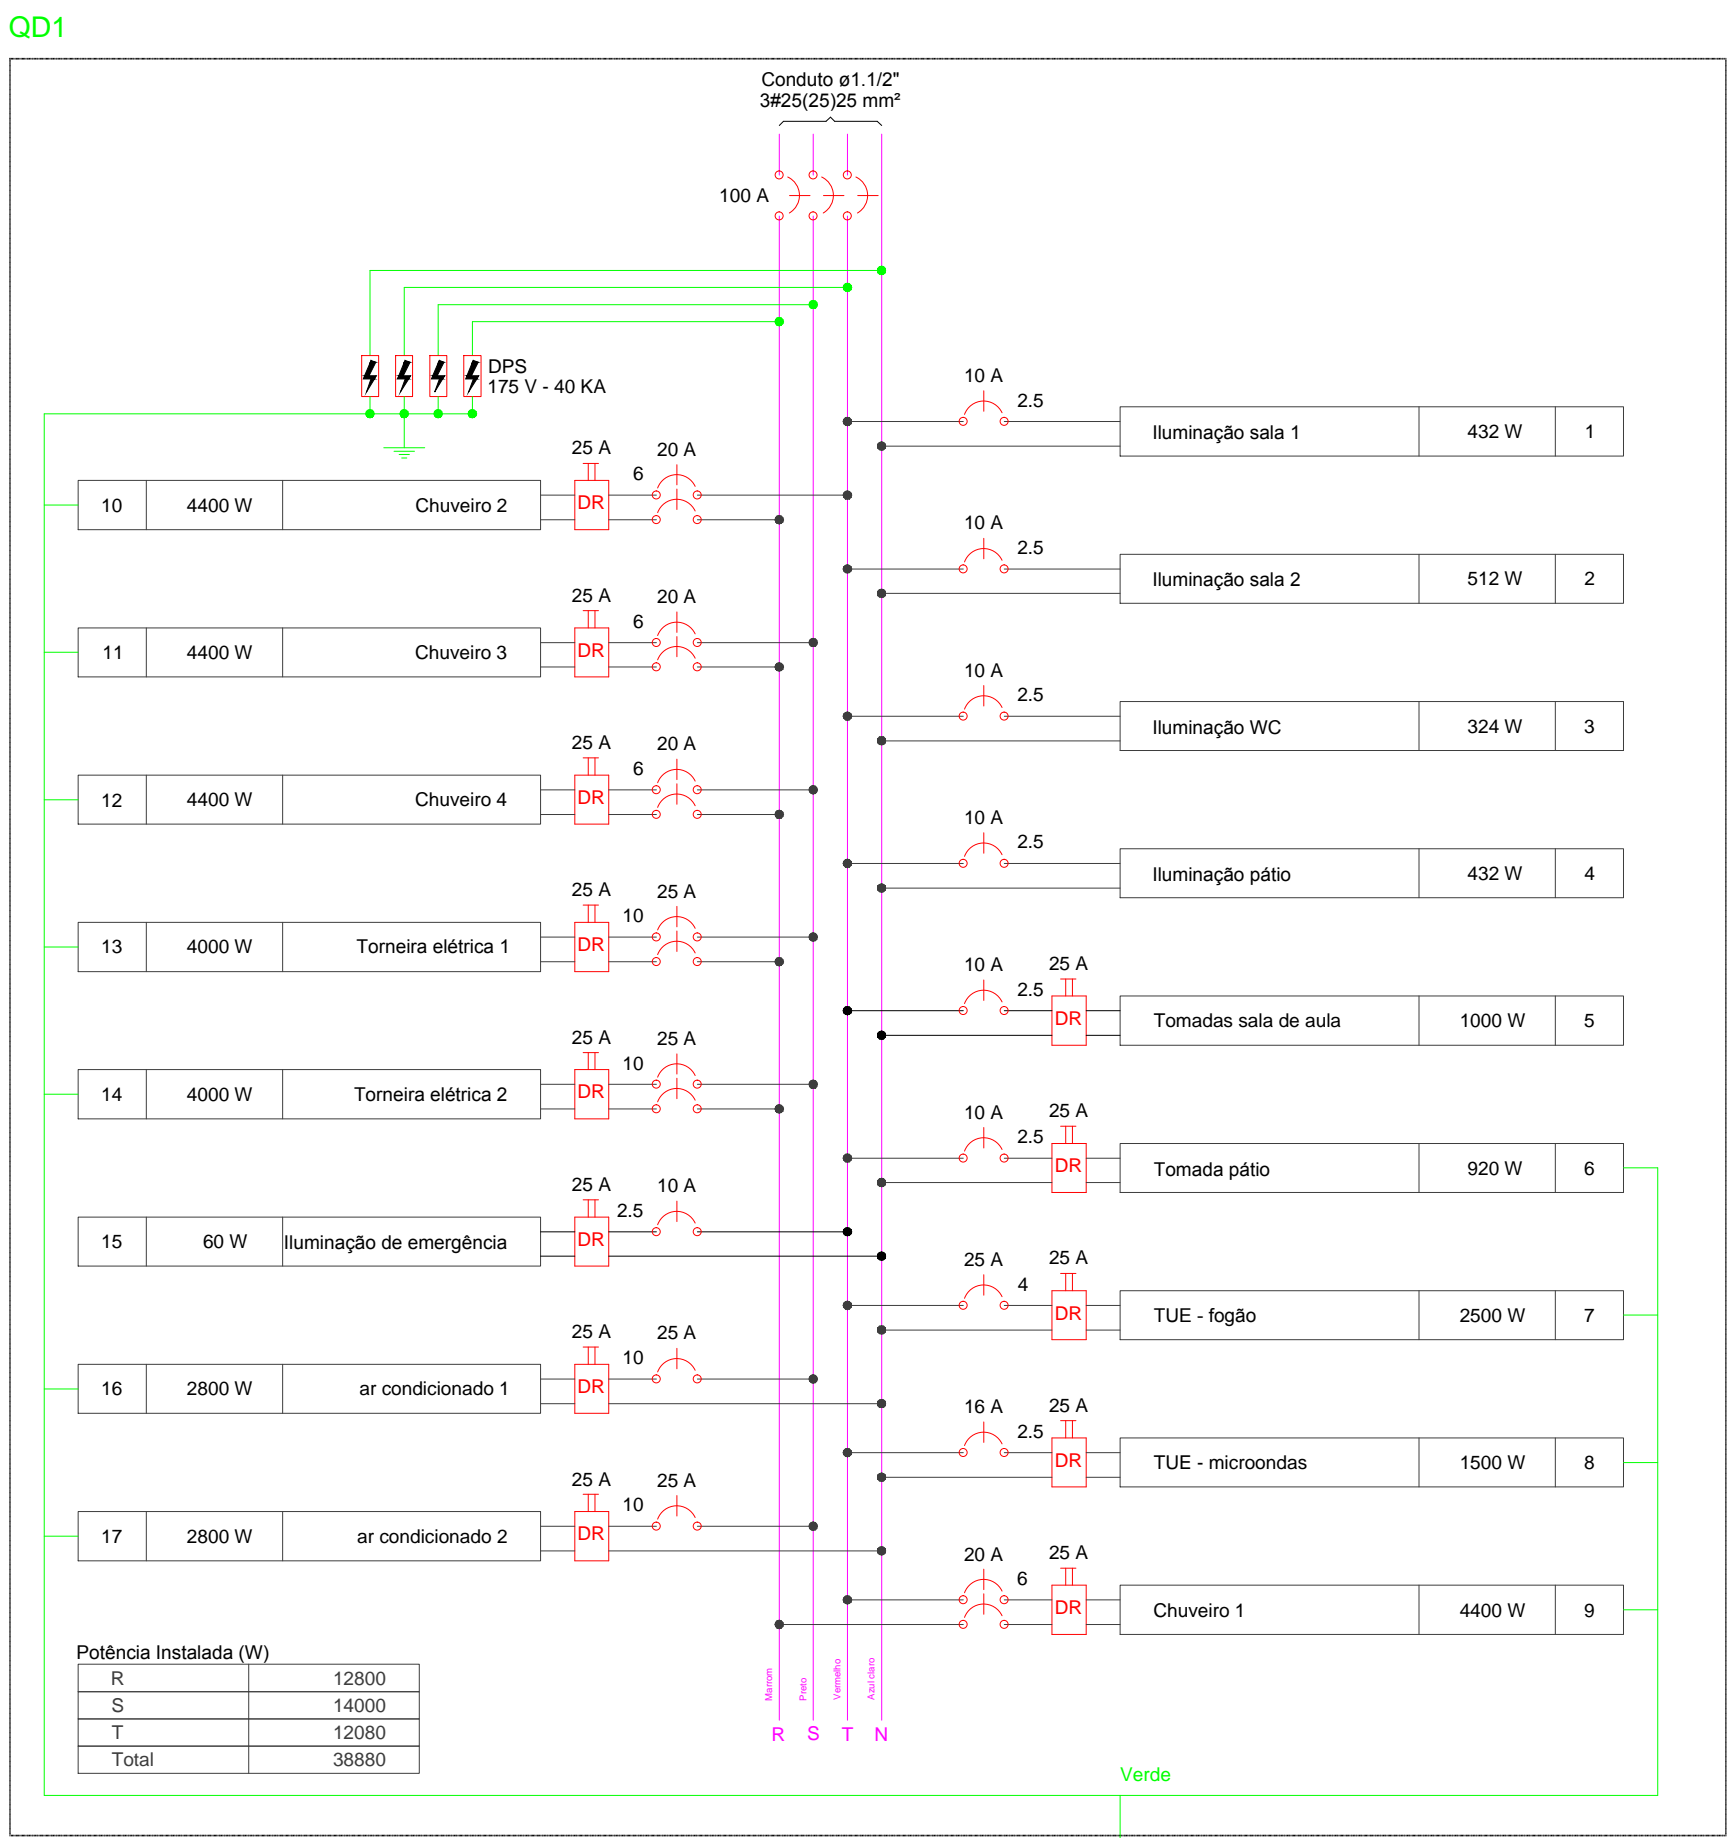 QD1
Conduto ø1.1/2"
3#25(25)25 mm²
100 A
DPS
175 V - 40 KA
10 A
2.5
Iluminação sala 1 432 W 1
10 A
2.5
Iluminação sala 2 512 W 2
10 A
2.5
Iluminação WC 324 W 3
10 A
2.5
Iluminação pátio 432 W 4
10 A 25 A
2.5
DR
Tomadas sala de aula 1000 W 5
10 A 25 A
2.5
DR
Tomada pátio 920 W 6
25 A 25 A
4
DR
TUE - fogão 2500 W 7
16 A 25 A
2.5
DR
TUE - microondas 1500 W 8
20 A 25 A
6
DR
Chuveiro 1 4400 W 9
25 A 20 A
6
10 4400 W Chuveiro 2 DR
25 A 20 A
6
11 4400 W Chuveiro 3 DR
25 A 20 A
6
12 4400 W Chuveiro 4 DR
25 A 25 A
10
13 4000 W Torneira elétrica 1 DR
25 A 25 A
10
14 4000 W Torneira elétrica 2 DR
25 A 10 A
2.5
15 60 W Iluminação de emergência DR
25 A 25 A
10
16 2800 W ar condicionado 1 DR
25 A 25 A
10
17 2800 W ar condicionado 2 DR
Potência Instalada (W)
R 12800
S 14000
T 12080
Total 38880
Marrom
Preto
Vermelho
Azul claro
R S T N
Verde